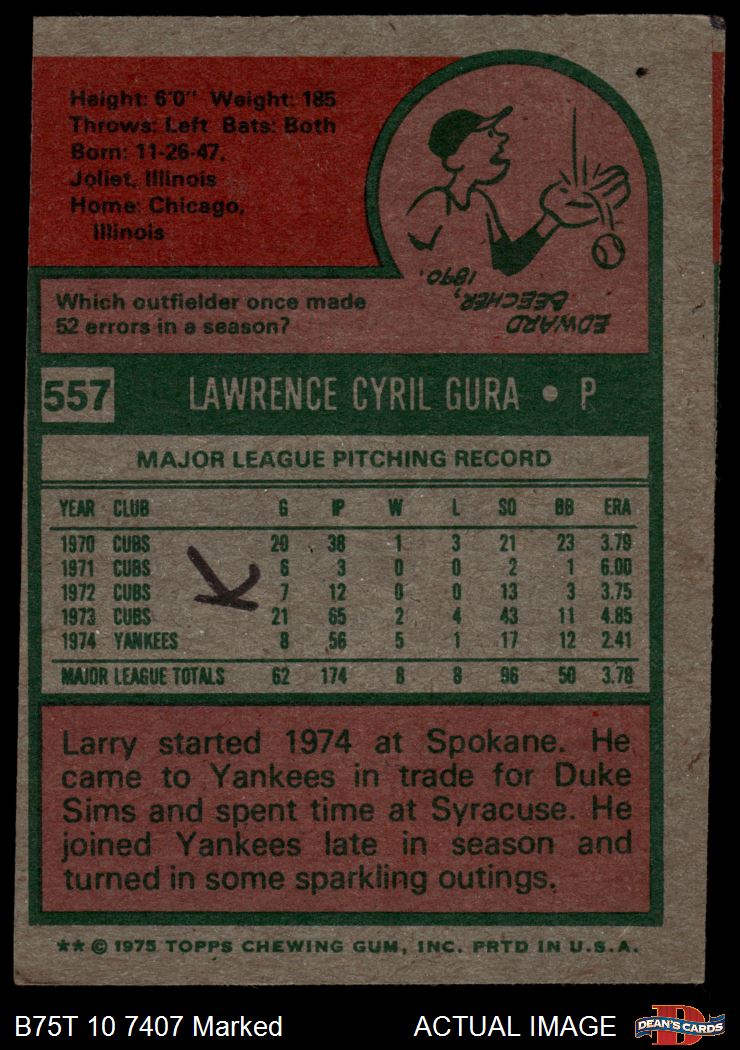 Height: 6'0" Weight: 185
Throws: Left Bats: Both
Born: 11-26-47,
Joliet, Illinois
Home: Chicago,
Illinois
Which outfielder once made
52 errors in a season?
EDWARD
BEECHER,
1890.
557 LAWRENCE CYRIL GURA • P
MAJOR LEAGUE PITCHING RECORD
YEAR CLUB G IP W L SO BB ERA
1970 CUBS 20 38 1 3 21 23 3.79
1971 CUBS 6 3 0 0 2 1 6.00
1972 CUBS 7 12 0 0 13 3 3.75
1973 CUBS 21 65 2 4 43 11 4.85
1974 YANKEES 8 56 5 1 17 12 2.41
MAJOR LEAGUE TOTALS 62 174 8 8 96 50 3.78
K
Larry started 1974 at Spokane. He
came to Yankees in trade for Duke
Sims and spent time at Syracuse. He
joined Yankees late in season and
turned in some sparkling outings.
** © 1975 TOPPS CHEWING GUM, INC. PRTD IN U.S.A.
B75T 10 7407 Marked ACTUAL IMAGE DEAN'S CARDS